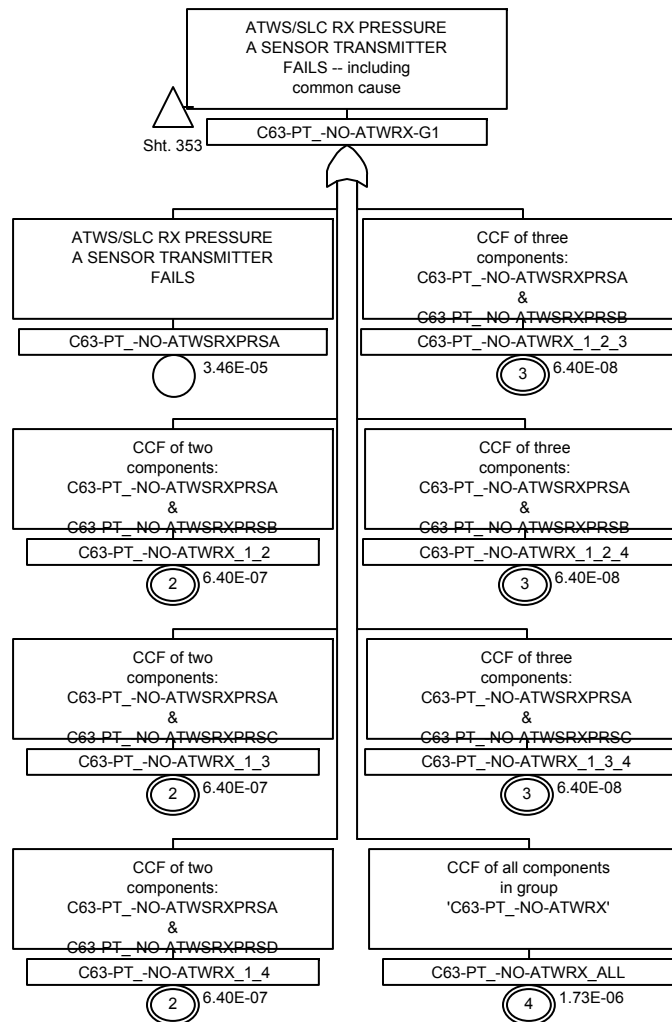 ATWS/SLC RX PRESSURE
A SENSOR TRANSMITTER
FAILS -- including
common cause
Sht. 353
C63-PT_-NO-ATWRX-G1
ATWS/SLC RX PRESSURE
A SENSOR TRANSMITTER
FAILS
C63-PT_-NO-ATWSRXPRSA
3.46E-05
CCF of two
components:
C63-PT_-NO-ATWSRXPRSA
&
C63-PT_-NO-ATWSRXPRSB
C63-PT_-NO-ATWRX_1_2
2
6.40E-07
CCF of two
components:
C63-PT_-NO-ATWSRXPRSA
&
C63-PT_-NO-ATWSRXPRSC
C63-PT_-NO-ATWRX_1_3
2
6.40E-07
CCF of two
components:
C63-PT_-NO-ATWSRXPRSA
&
C63-PT_-NO-ATWSRXPRSD
C63-PT_-NO-ATWRX_1_4
2
6.40E-07
CCF of three
components:
C63-PT_-NO-ATWSRXPRSA
&
C63-PT_-NO-ATWSRXPRSB
C63-PT_-NO-ATWRX_1_2_3
3
6.40E-08
CCF of three
components:
C63-PT_-NO-ATWSRXPRSA
&
C63-PT_-NO-ATWSRXPRSB
C63-PT_-NO-ATWRX_1_2_4
3
6.40E-08
CCF of three
components:
C63-PT_-NO-ATWSRXPRSA
&
C63-PT_-NO-ATWSRXPRSC
C63-PT_-NO-ATWRX_1_3_4
3
6.40E-08
CCF of all components
in group
'C63-PT_-NO-ATWRX'
C63-PT_-NO-ATWRX_ALL
4
1.73E-06